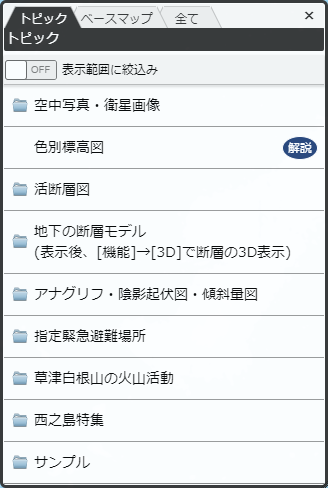 トピック ベースマップ 全て ×
トピック
OFF 表示範囲に絞込み
空中写真・衛星画像
色別標高図 解説
活断層図
地下の断層モデル
(表示後、[機能]→[3D]で断層の3D表示)
アナグリフ・陰影起伏図・傾斜量図
指定緊急避難場所
草津白根山の火山活動
西之島特集
サンプル